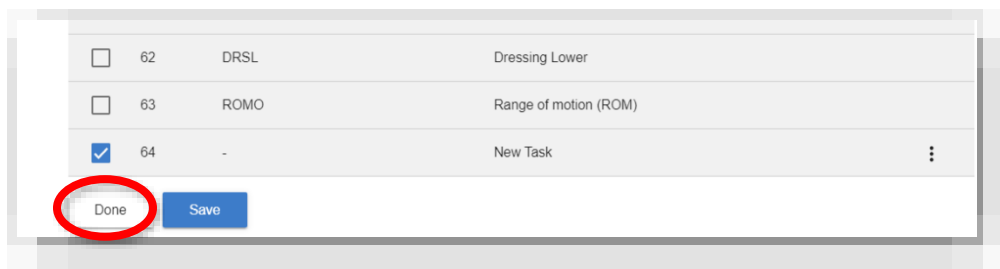 62 DRSL Dressing Lower
63 ROMO Range of motion (ROM)
64 - New Task
Done Save